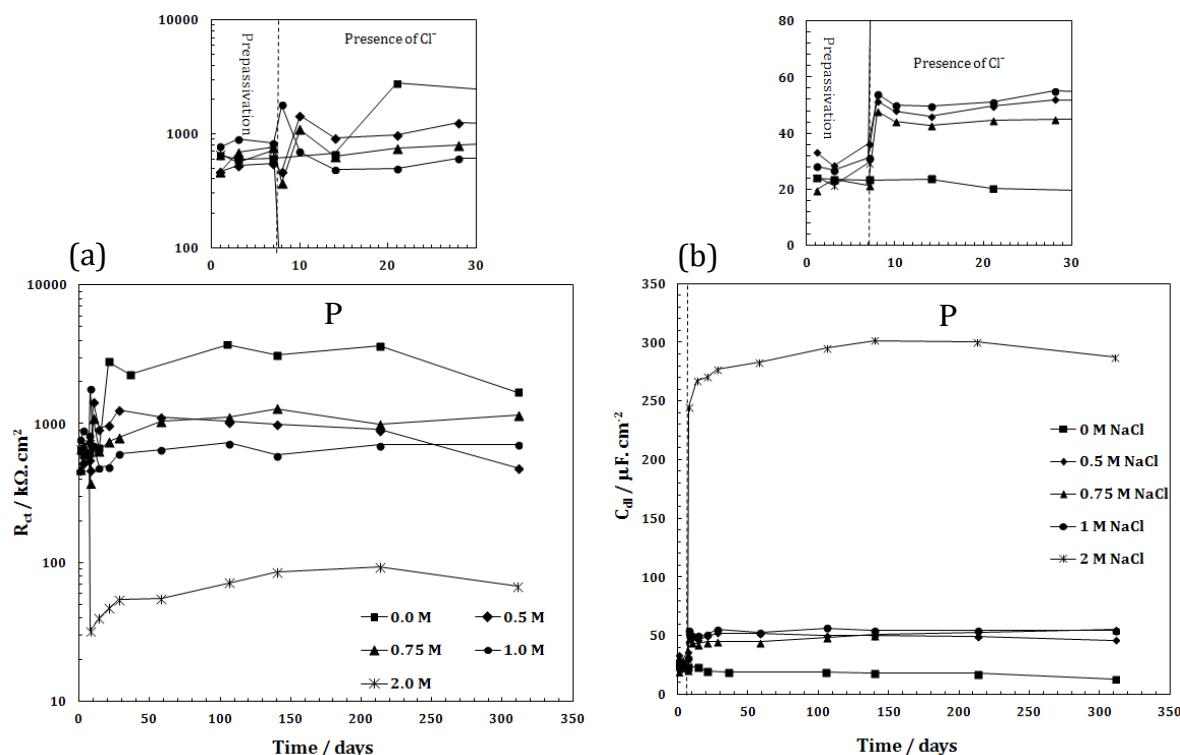 10000
1000
100
Prepassivation
Presence of Cl⁻
0 10 20 30
80
60
40
20
0
Prepassivation
Presence of Cl⁻
0 10 20 30
(a)
(b)
10000
1000
100
10
R_ct / kΩ. cm²
P
0.0 M 0.5 M
0.75 M 1.0 M
2.0 M
0 50 100 150 200 250 300 350
Time / days
350
300
250
200
150
100
50
0
C_dl / μF. cm⁻²
P
0 M NaCl
0.5 M NaCl
0.75 M NaCl
1 M NaCl
2 M NaCl
0 50 100 150 200 250 300 350
Time / days